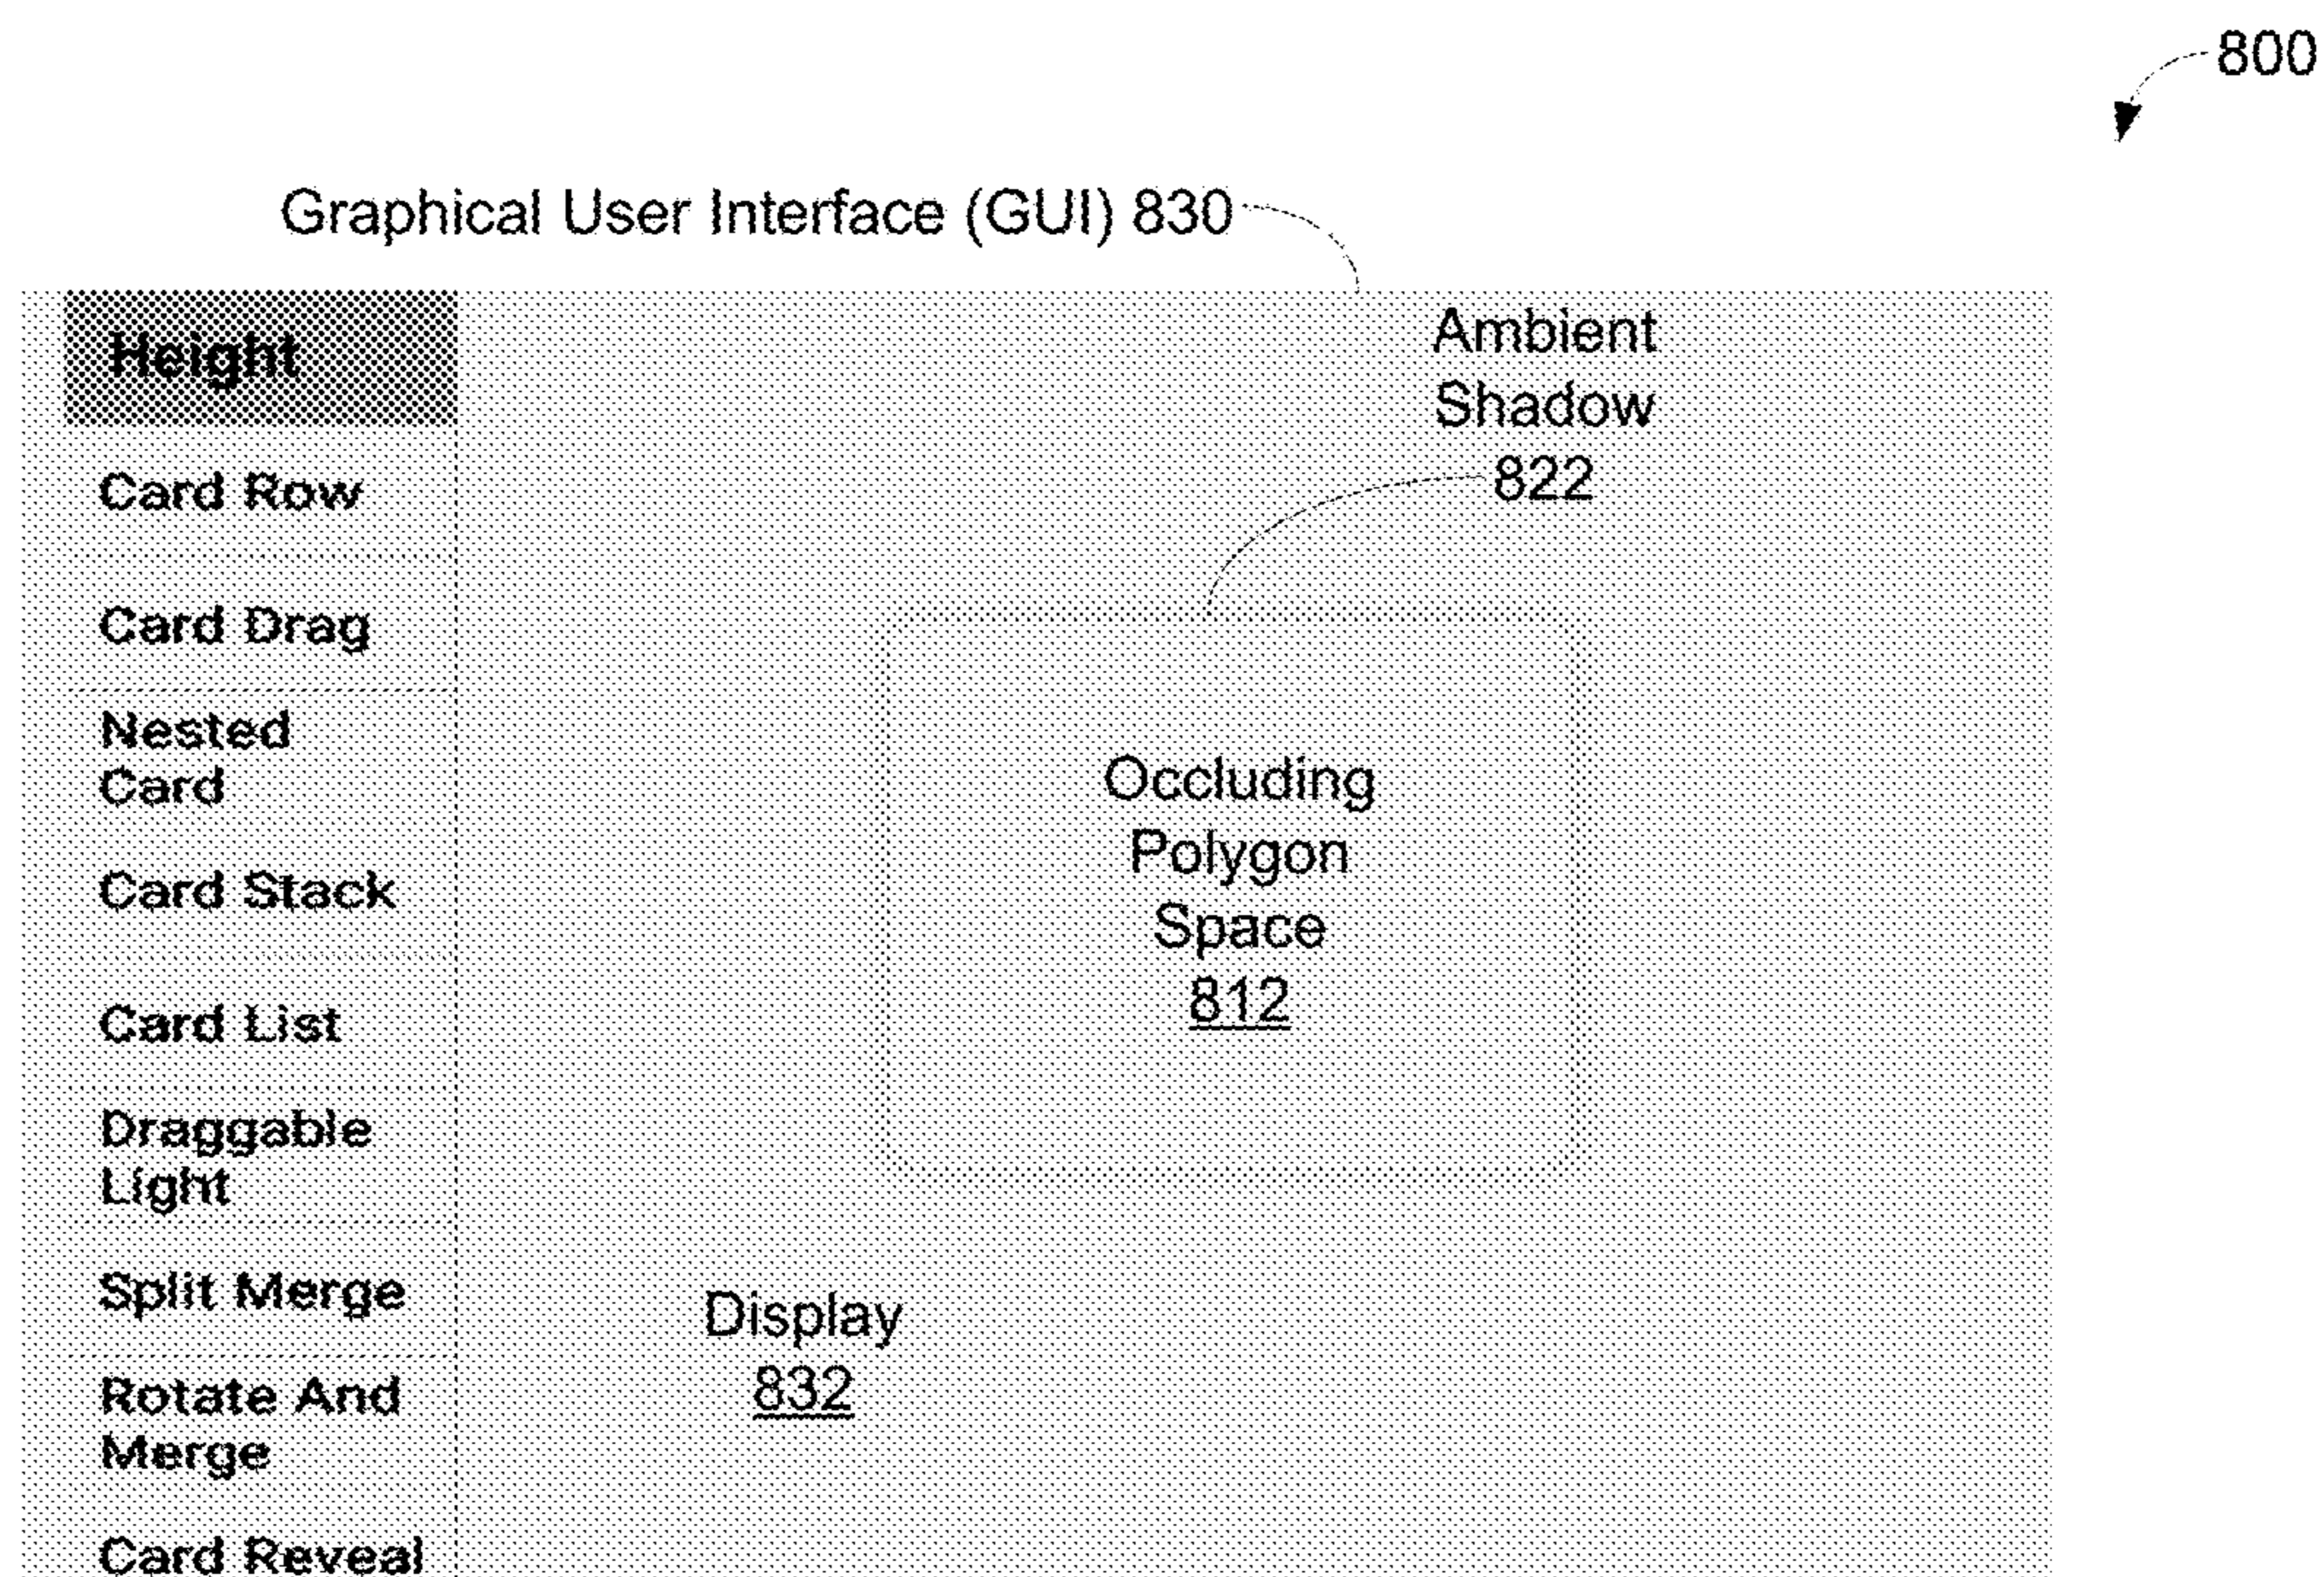 800
Graphical User Interface (GUI) 830
Height
Card Row
Card Drag
Nested
Card
Card Stack
Card List
Draggable
Light
Split Merge
Rotate And
Merge
Card Reveal
Ambient
Shadow
822
Occluding
Polygon
Space
812
Display
832